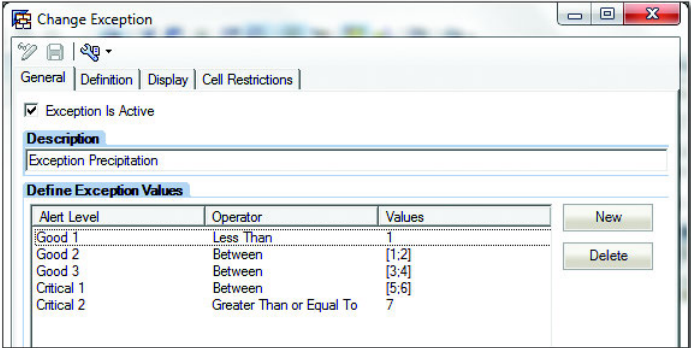 Change Exception
General Definition Display Cell Restrictions
Exception Is Active
Description
Exception Precipitation
Define Exception Values
Alert Level Operator Values New
Good 1 Less Than 1
Good 2 Between [1;2] Delete
Good 3 Between [3;4]
Critical 1 Between [5;6]
Critical 2 Greater Than or Equal To 7